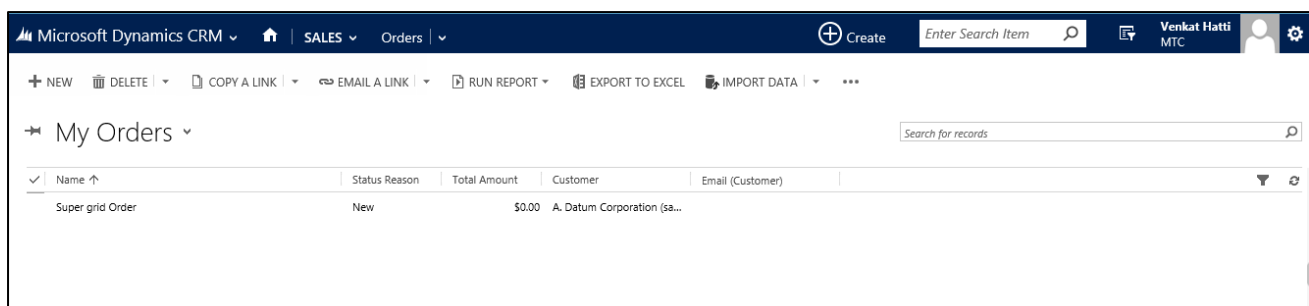 Microsoft Dynamics CRM SALES Orders Create Enter Search Item Venkat Hatti
MTC
NEW DELETE COPY A LINK EMAIL A LINK RUN REPORT EXPORT TO EXCEL IMPORT DATA ...
My Orders Search for records
Name Status Reason Total Amount Customer Email (Customer)
Super grid Order New $0.00 A. Datum Corporation (sa...